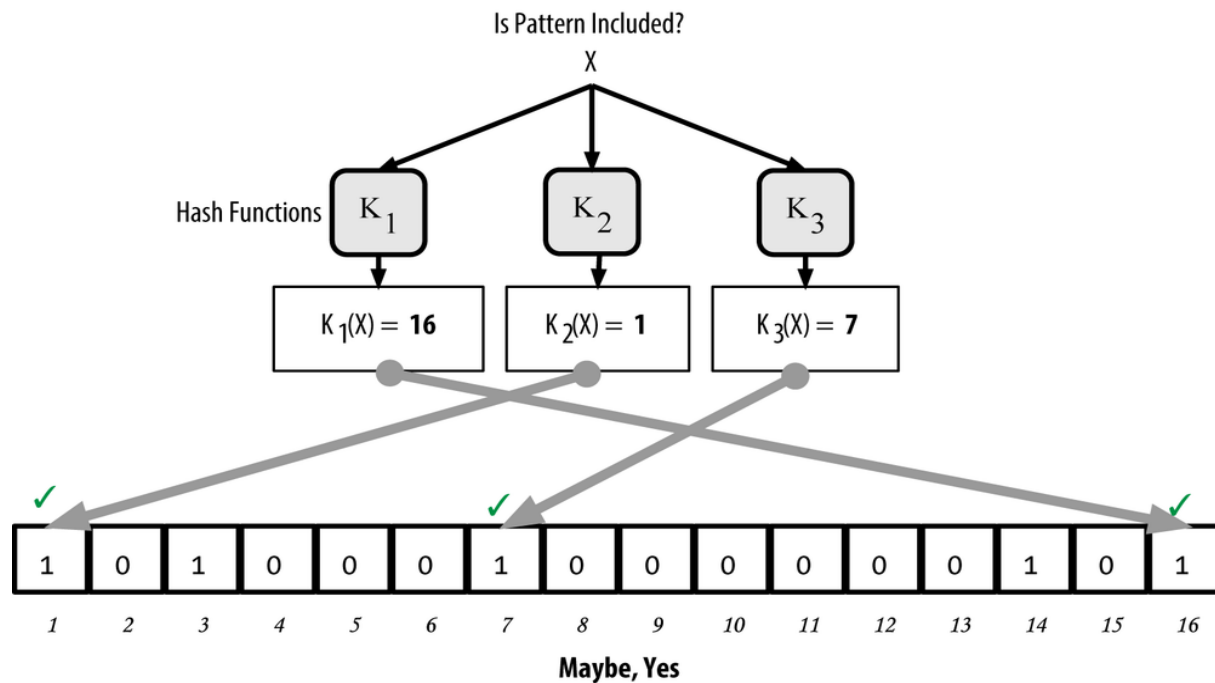 Is Pattern Included?
X
Hash Functions K1 K2 K3
K1(X) = 16 K2(X) = 1 K3(X) = 7
✓ ✓ ✓
1 0 1 0 0 0 1 0 0 0 0 0 0 1 0 1
1 2 3 4 5 6 7 8 9 10 11 12 13 14 15 16
Maybe, Yes